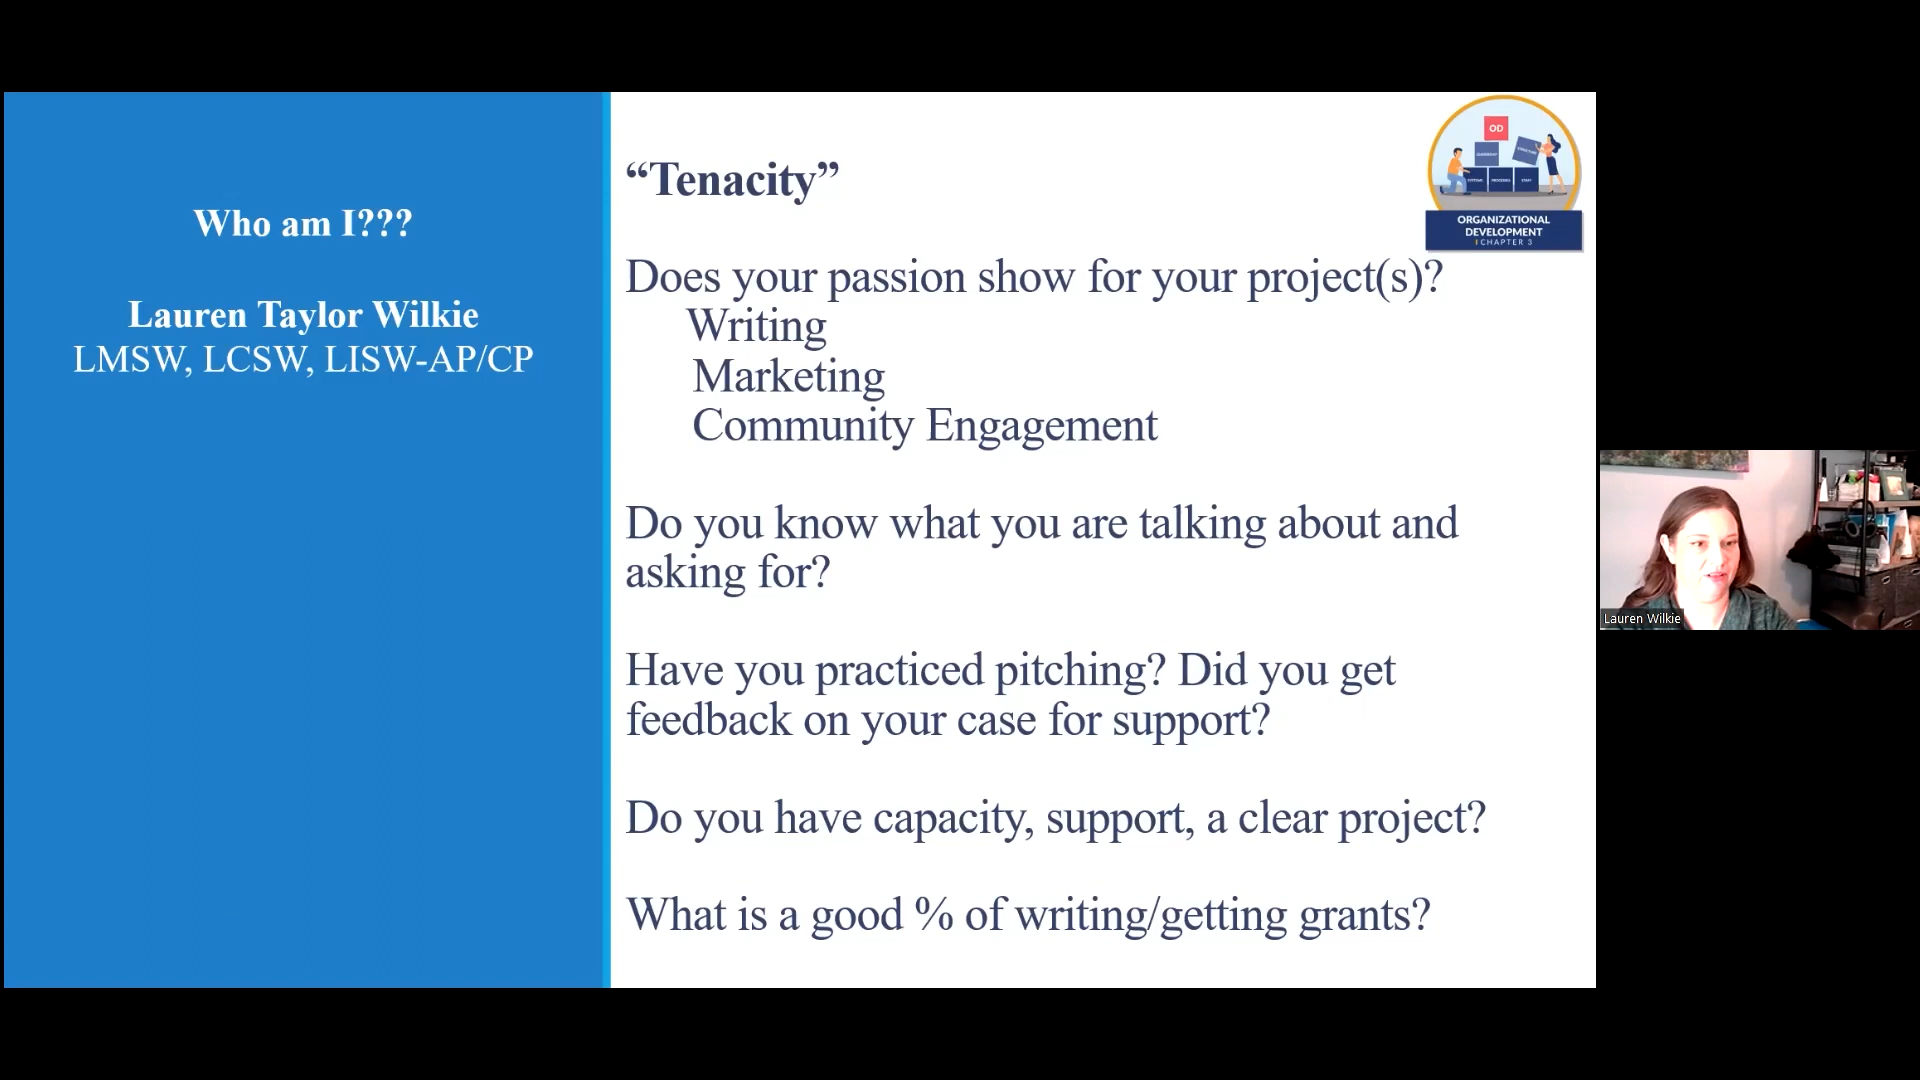 Who am I???
Lauren Taylor Wilkie
LMSW, LCSW, LISW-AP/CP
“Tenacity”
Does your passion show for your project(s)?
Writing
Marketing
Community Engagement
Do you know what you are talking about and
asking for?
Have you practiced pitching? Did you get
feedback on your case for support?
Do you have capacity, support, a clear project?
What is a good % of writing/getting grants?
OD
ORGANIZATIONAL
DEVELOPMENT
CHAPTER 3
Lauren Wilkie